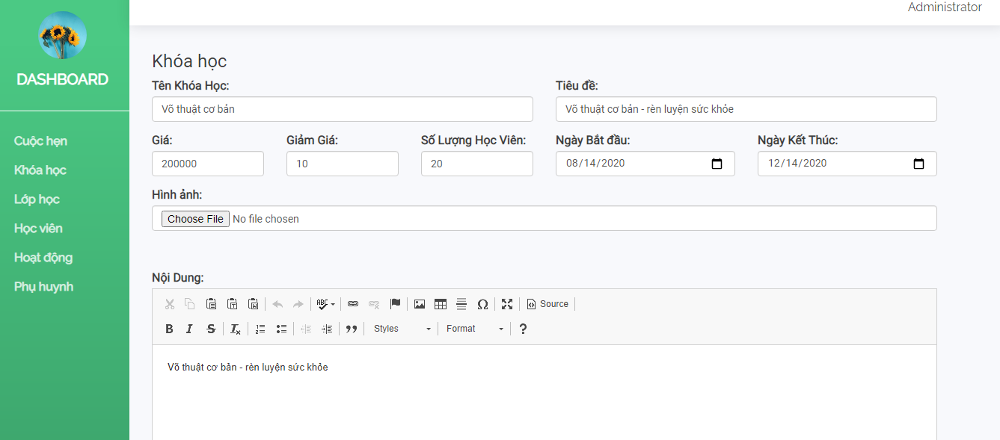 Administrator
DASHBOARD
Cuộc hẹn
Khóa học
Lớp học
Học viên
Hoạt động
Phụ huynh
Khóa học
Tên Khóa Học: Tiêu đề:
Võ thuật cơ bản Võ thuật cơ bản - rèn luyện sức khỏe
Giá: Giảm Giá: Số Lượng Học Viên: Ngày Bắt đầu: Ngày Kết Thúc:
200000 10 20 08/14/2020 12/14/2020
Hình ảnh:
Choose File No file chosen
Nội Dung:
ABC Ω Source
B I S Tx Styles Format ?
Võ thuật cơ bản - rèn luyện sức khỏe